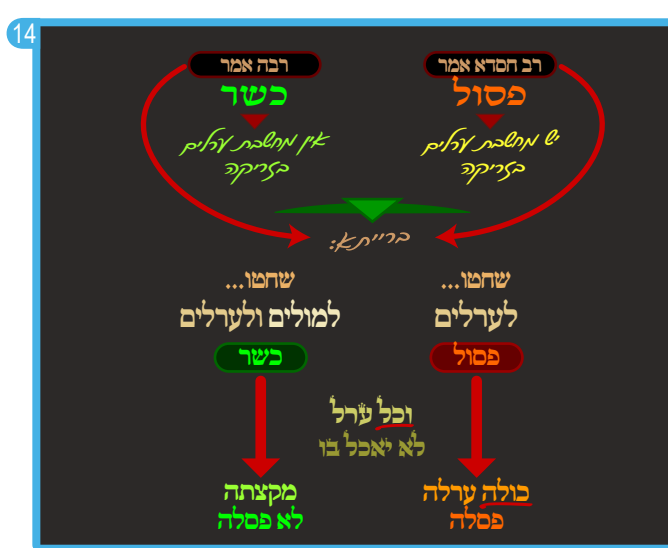 14
רב חסדא אמר
פסול
יש מחשבת ערלים
בזריקה
רבה אמר
כשר
אין מחשבת ערלים
בזריקה
ברייתא:
שחטו...
לערלים
פסול
שחטו...
למולים ולערלים
כשר
וכל ערל
לא יאכל בו
כולה ערלה
פסלה
מקצתה
לא פסלה